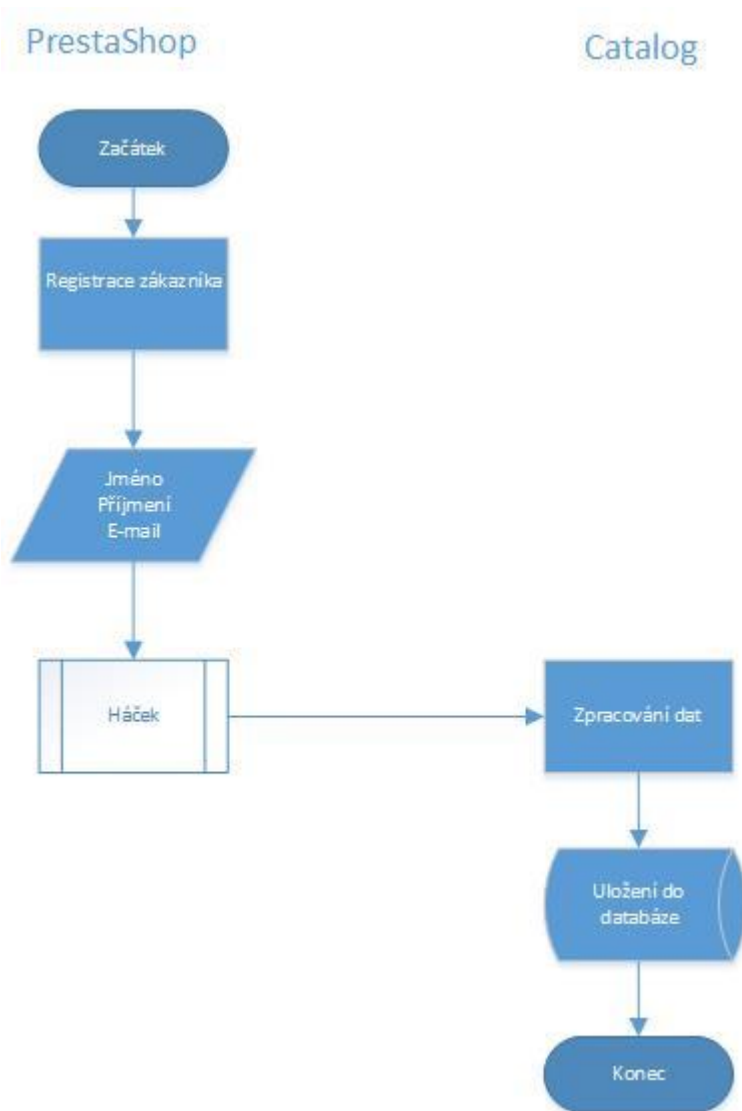 PrestaShop
Catalog
Začátek
Registrace zákazníka
Jméno
Příjmení
E-mail
Háček
Zpracování dat
Uložení do
databáze
Konec